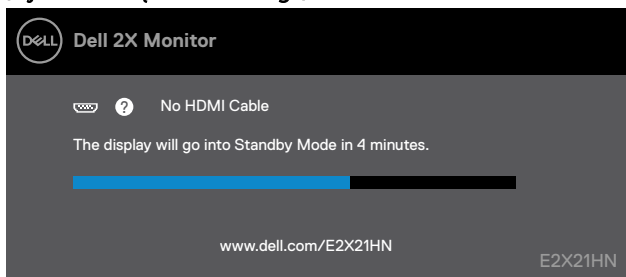 DELL Dell 2X Monitor
? No HDMI Cable
The display will go into Standby Mode in 4 minutes.
www.dell.com/E2X21HN
E2X21HN